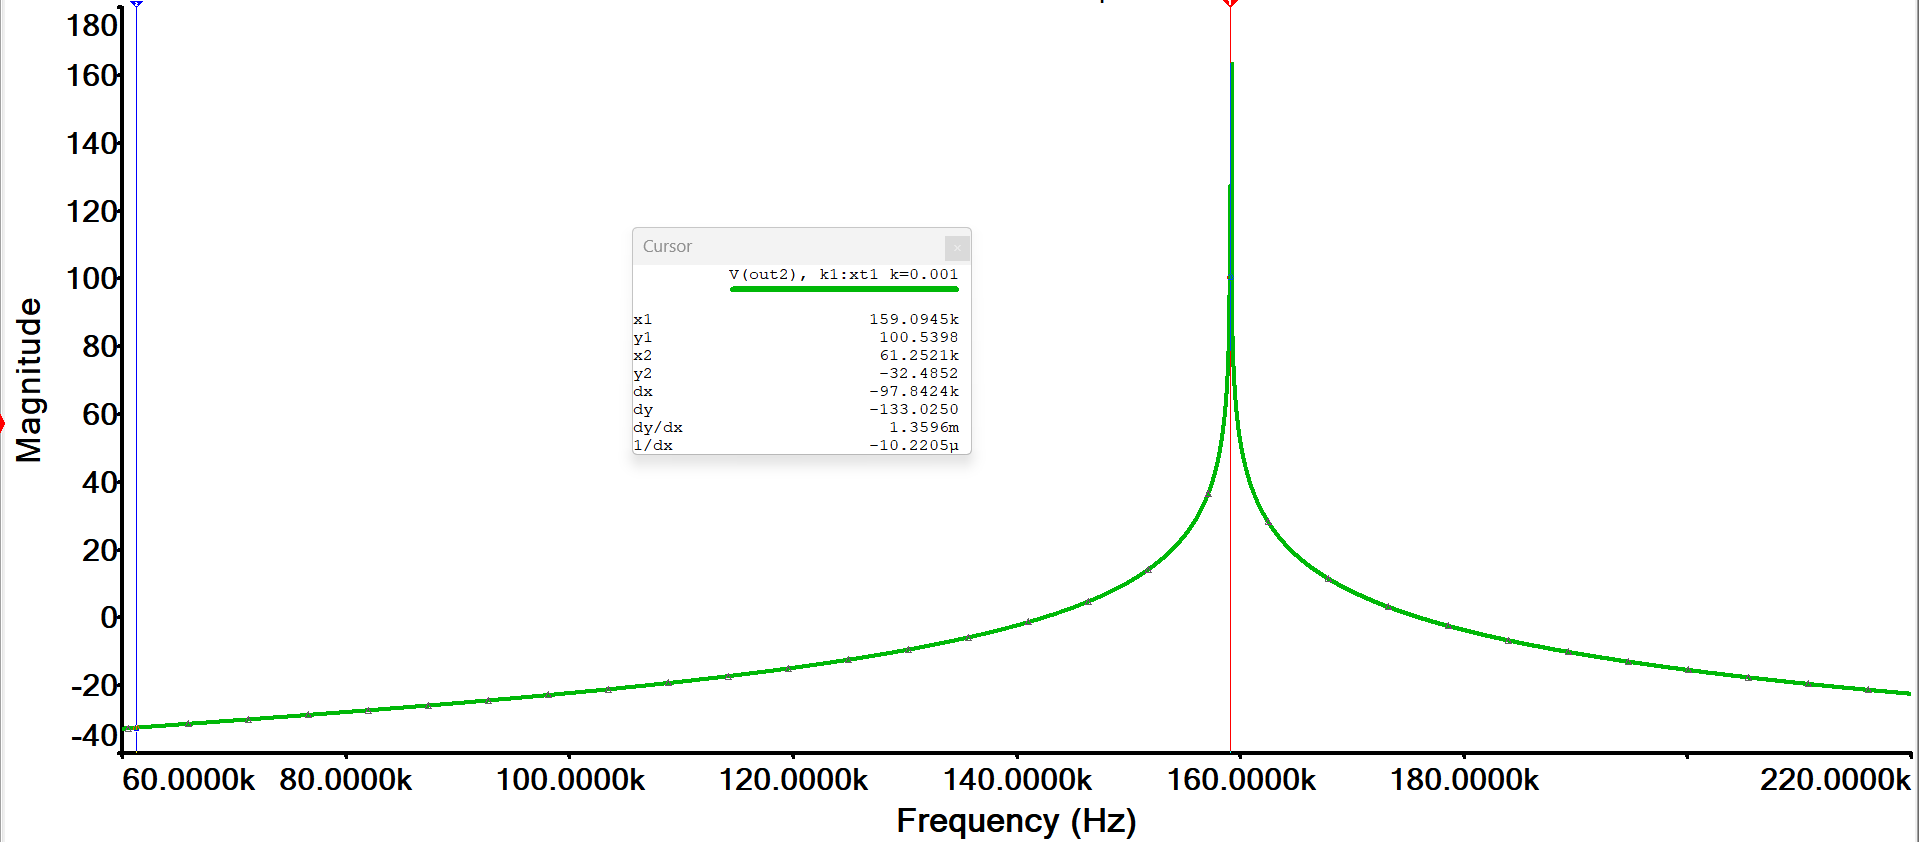 180
160
140
120
100
80
60
40
20
0
-20
-40
Magnitude
Cursor
V(out2), k1:xt1 k=0.001
x1 159.0945k
y1 100.5398
x2 61.2521k
y2 -32.4852
dx -97.8424k
dy -133.0250
dy/dx 1.3596m
1/dx -10.2205µ
60.0000k 80.0000k 100.0000k 120.0000k 140.0000k 160.0000k 180.0000k 220.0000k
Frequency (Hz)